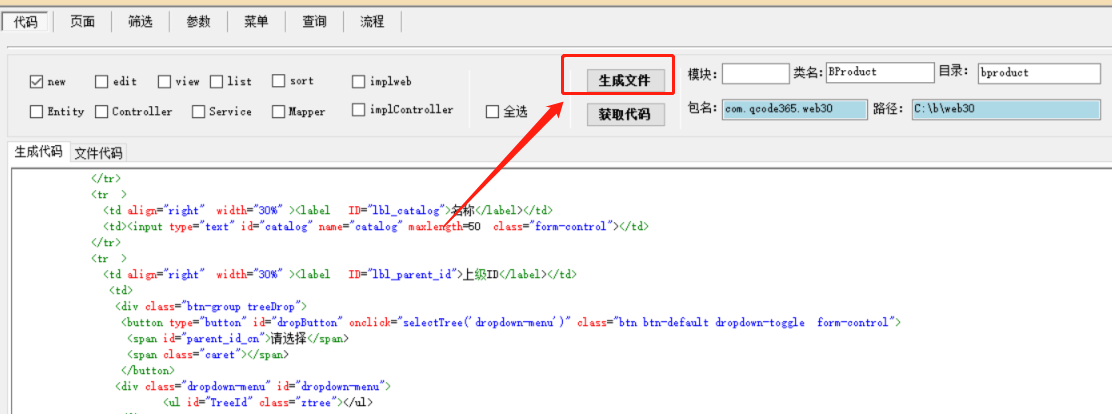 代码 页面 筛选 参数 菜单 查询 流程
new edit view list sort implweb 生成文件 模块: 类名: BProduct 目录: bproduct
Entity Controller Service Mapper implController 全选 获取代码 包名: com.qcode365.web30 路径: C:\b\web30
生成代码 文件代码
</tr>
<tr >
<td align="right" width="30%" ><label ID="lbl_catalog">名称</label></td>
<td><input type="text" id="catalog" name="catalog" maxlength=50 class="form-control"></td>
</tr>
<tr >
<td align="right" width="30%" ><label ID="lbl_parent_id">上级ID</label></td>
<td>
<div class="btn-group treeDrop">
<button type="button" id="dropButton" onclick="selectTree('dropdown-menu')" class="btn btn-default dropdown-toggle form-control">
<span id="parent_id_cn">请选择</span>
<span class="caret"></span>
</button>
<div class="dropdown-menu" id="dropdown-menu">
<ul id="TreeId" class="ztree"></ul>